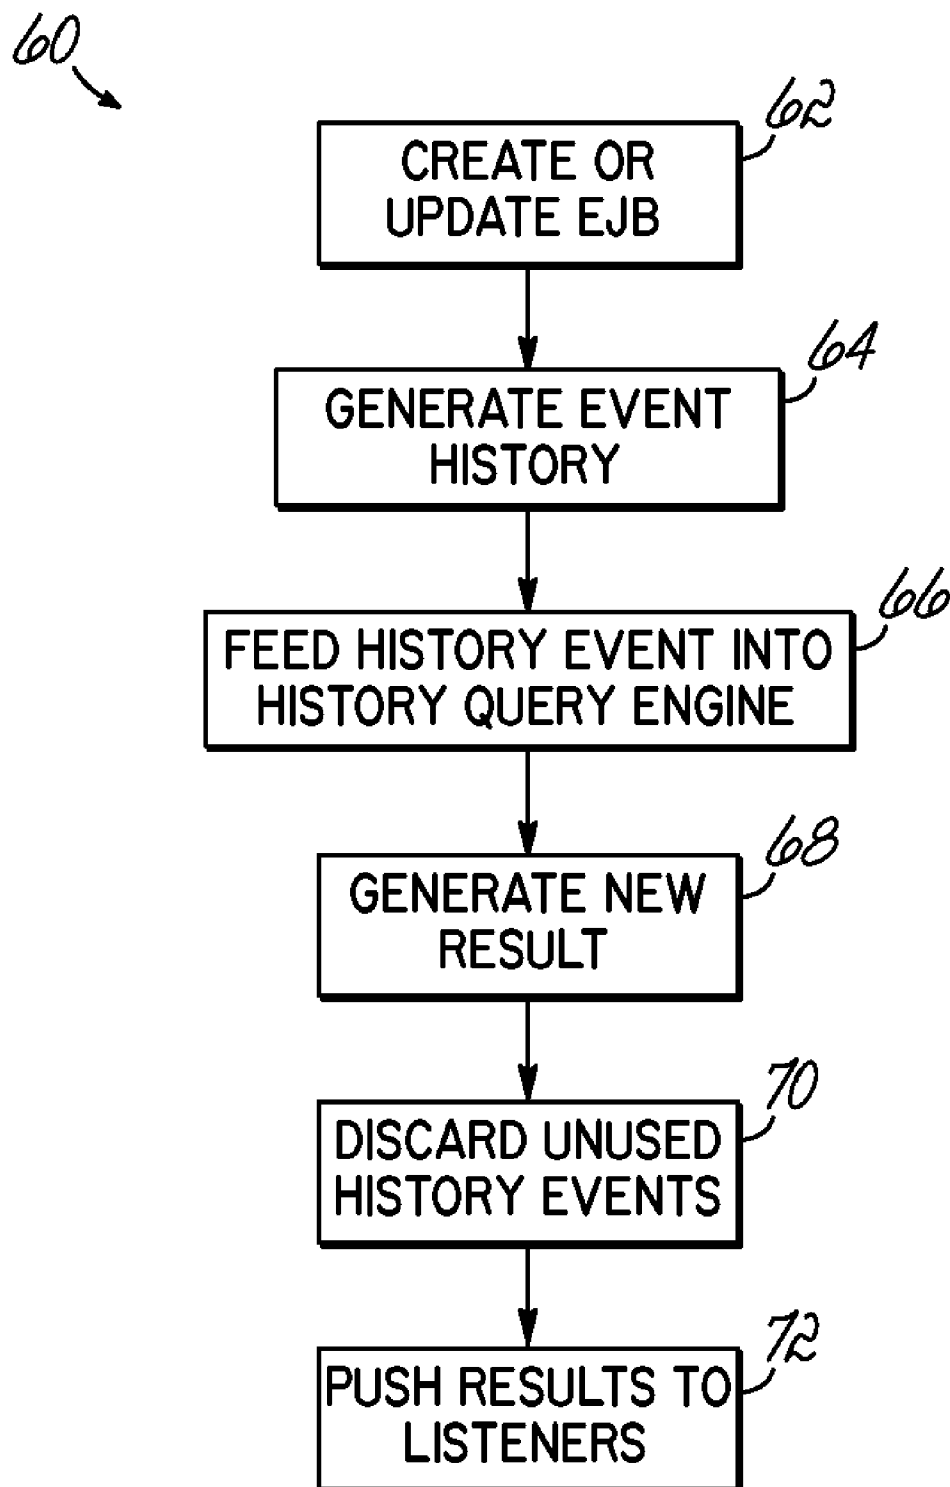 60
62
CREATE OR
UPDATE EJB
64
GENERATE EVENT
HISTORY
66
FEED HISTORY EVENT INTO
HISTORY QUERY ENGINE
68
GENERATE NEW
RESULT
70
DISCARD UNUSED
HISTORY EVENTS
72
PUSH RESULTS TO
LISTENERS